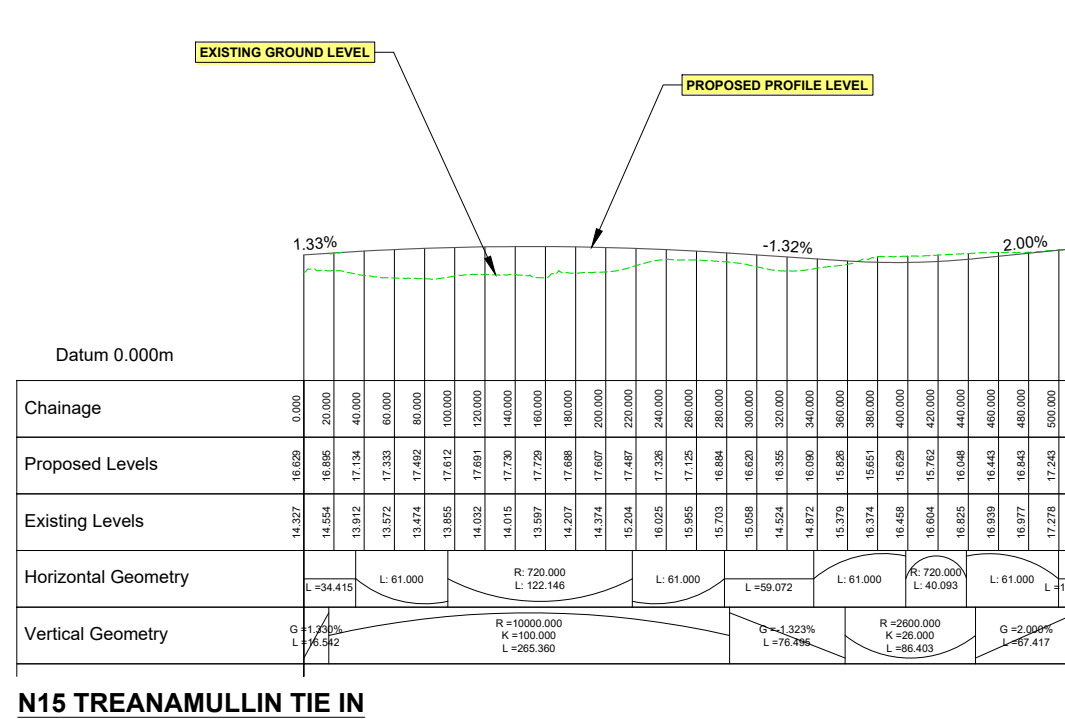 EXISTING GROUND LEVEL
PROPOSED PROFILE LEVEL
1.33%
-1.32%
2.00%
Datum 0.000m
Chainage
0.000 20.000 40.000 60.000 80.000 100.000 120.000 140.000 160.000 180.000 200.000 220.000 240.000 260.000 280.000 300.000 320.000 340.000 360.000 380.000 400.000 420.000 440.000 460.000 480.000 500.000
Proposed Levels
16.629 16.895 17.134 17.333 17.492 17.612 17.691 17.730 17.729 17.688 17.607 17.487 17.326 17.125 16.884 16.620 16.355 16.090 15.826 15.651 15.629 15.762 16.048 16.443 16.843 17.243
Existing Levels
14.327 14.554 13.912 13.572 13.474 13.855 14.032 14.015 13.597 14.207 14.374 15.204 16.025 15.955 15.703 15.058 14.524 14.872 15.379 16.374 16.458 16.604 16.825 16.939 16.977 17.278
Horizontal Geometry
L =34.415
L: 61.000
R: 720.000
L: 122.146
L: 61.000
L =59.072
L: 61.000
R: 720.000
L: 40.093
L: 61.000
L =1
Vertical Geometry
G =1.330%
L =16.542
R =10000.000
K =100.000
L =265.360
G =-1.323%
L =76.495
R =2600.000
K =26.000
L =86.403
G =2.000%
L =67.417
N15 TREANAMULLIN TIE IN